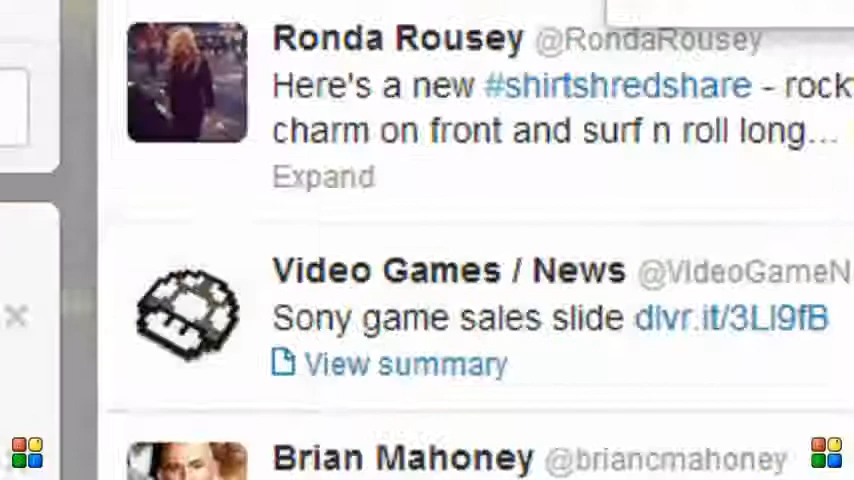 Ronda Rousey @RondaRousey
Here's a new #shirtshredshare - rock
charm on front and surf n roll long...
Expand
Video Games / News @VideoGameN
Sony game sales slide dlvr.it/3LI9fB
View summary
Brian Mahoney @briancmahoney